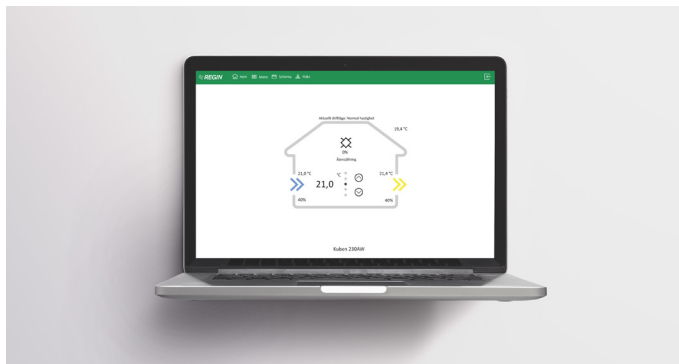 REGIN Hem Meny Schema Filer
Aktuellt driftläge: Normal hastighet
19,4 °C
0%
Återvinning
21,0 °C
21,4 °C
21,0 °C
40%
40%
Kuben 230AW